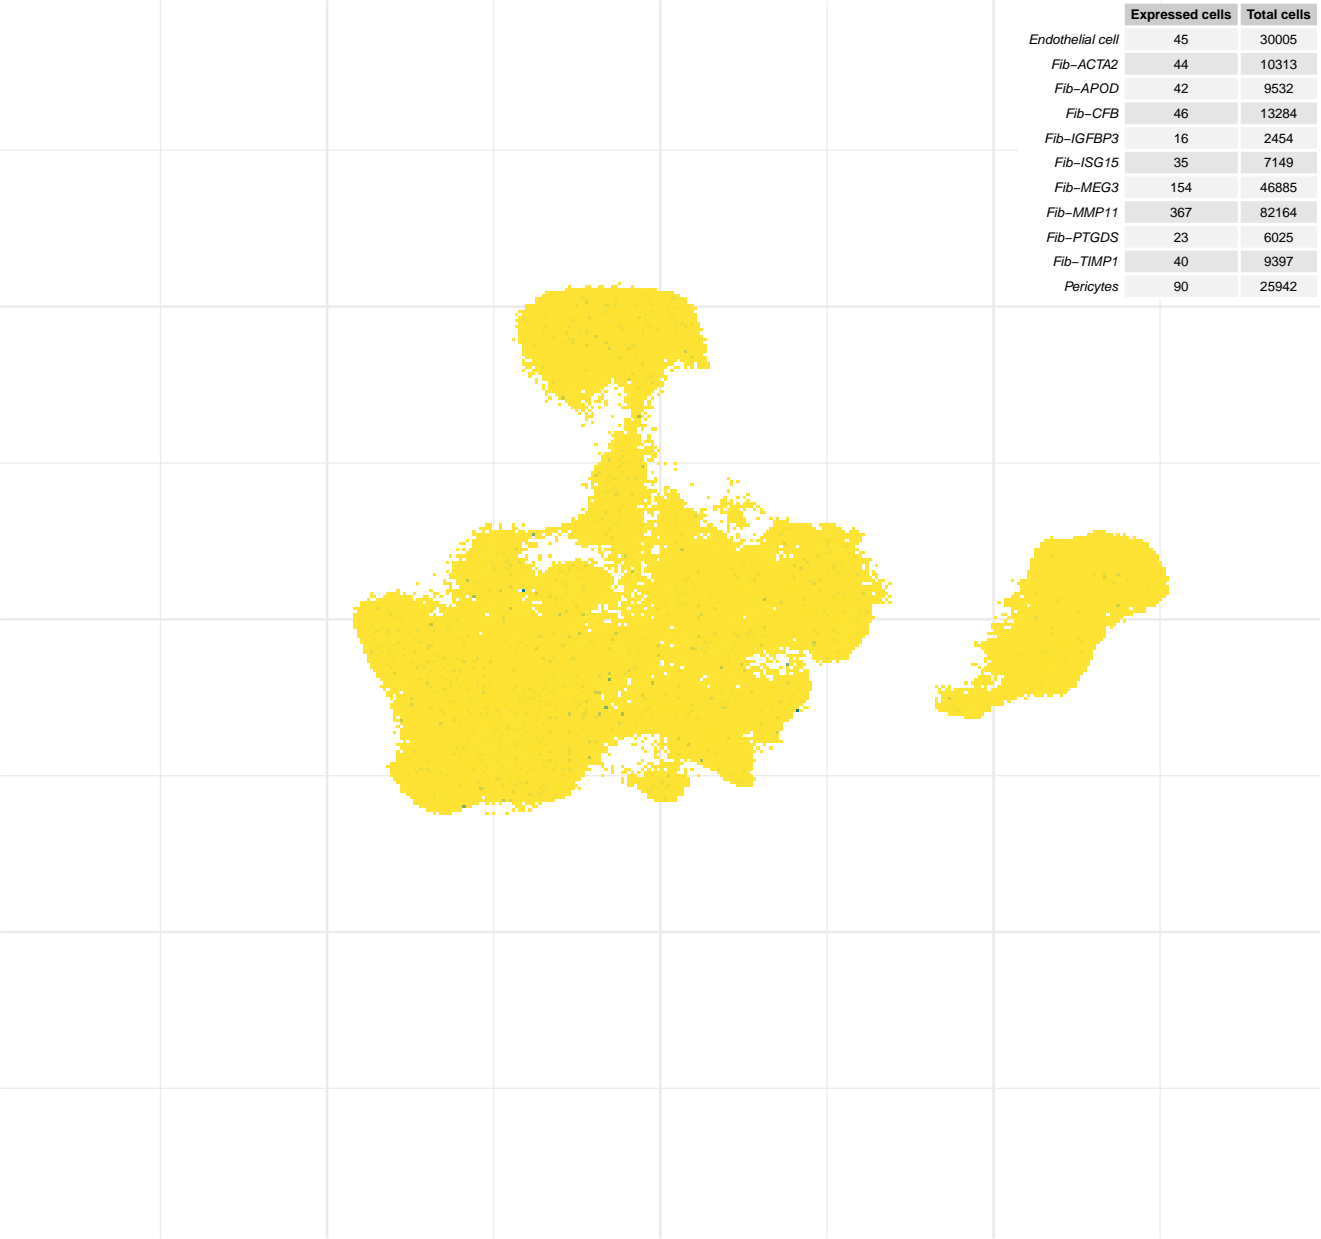 Expressed cells Total cells
Endothelial cell 45 30005
Fib−ACTA2 44 10313
Fib−APOD 42 9532
Fib−CFB 46 13284
Fib−IGFBP3 16 2454
Fib−ISG15 35 7149
Fib−MEG3 154 46885
Fib−MMP11 367 82164
Fib−PTGDS 23 6025
Fib−TIMP1 40 9397
Pericytes 90 25942